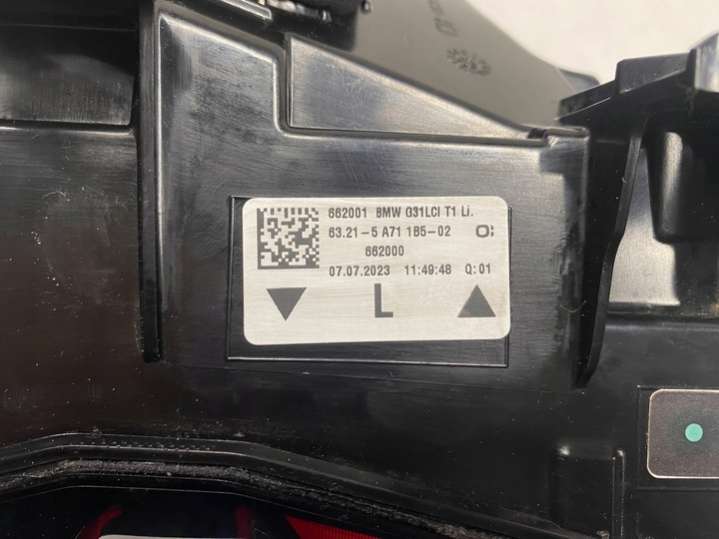 662001 BMW G31LCI T1 Li.
63.21-5 A71 1B5-02
662000
07.07.2023 11:49:48 Q:01
L